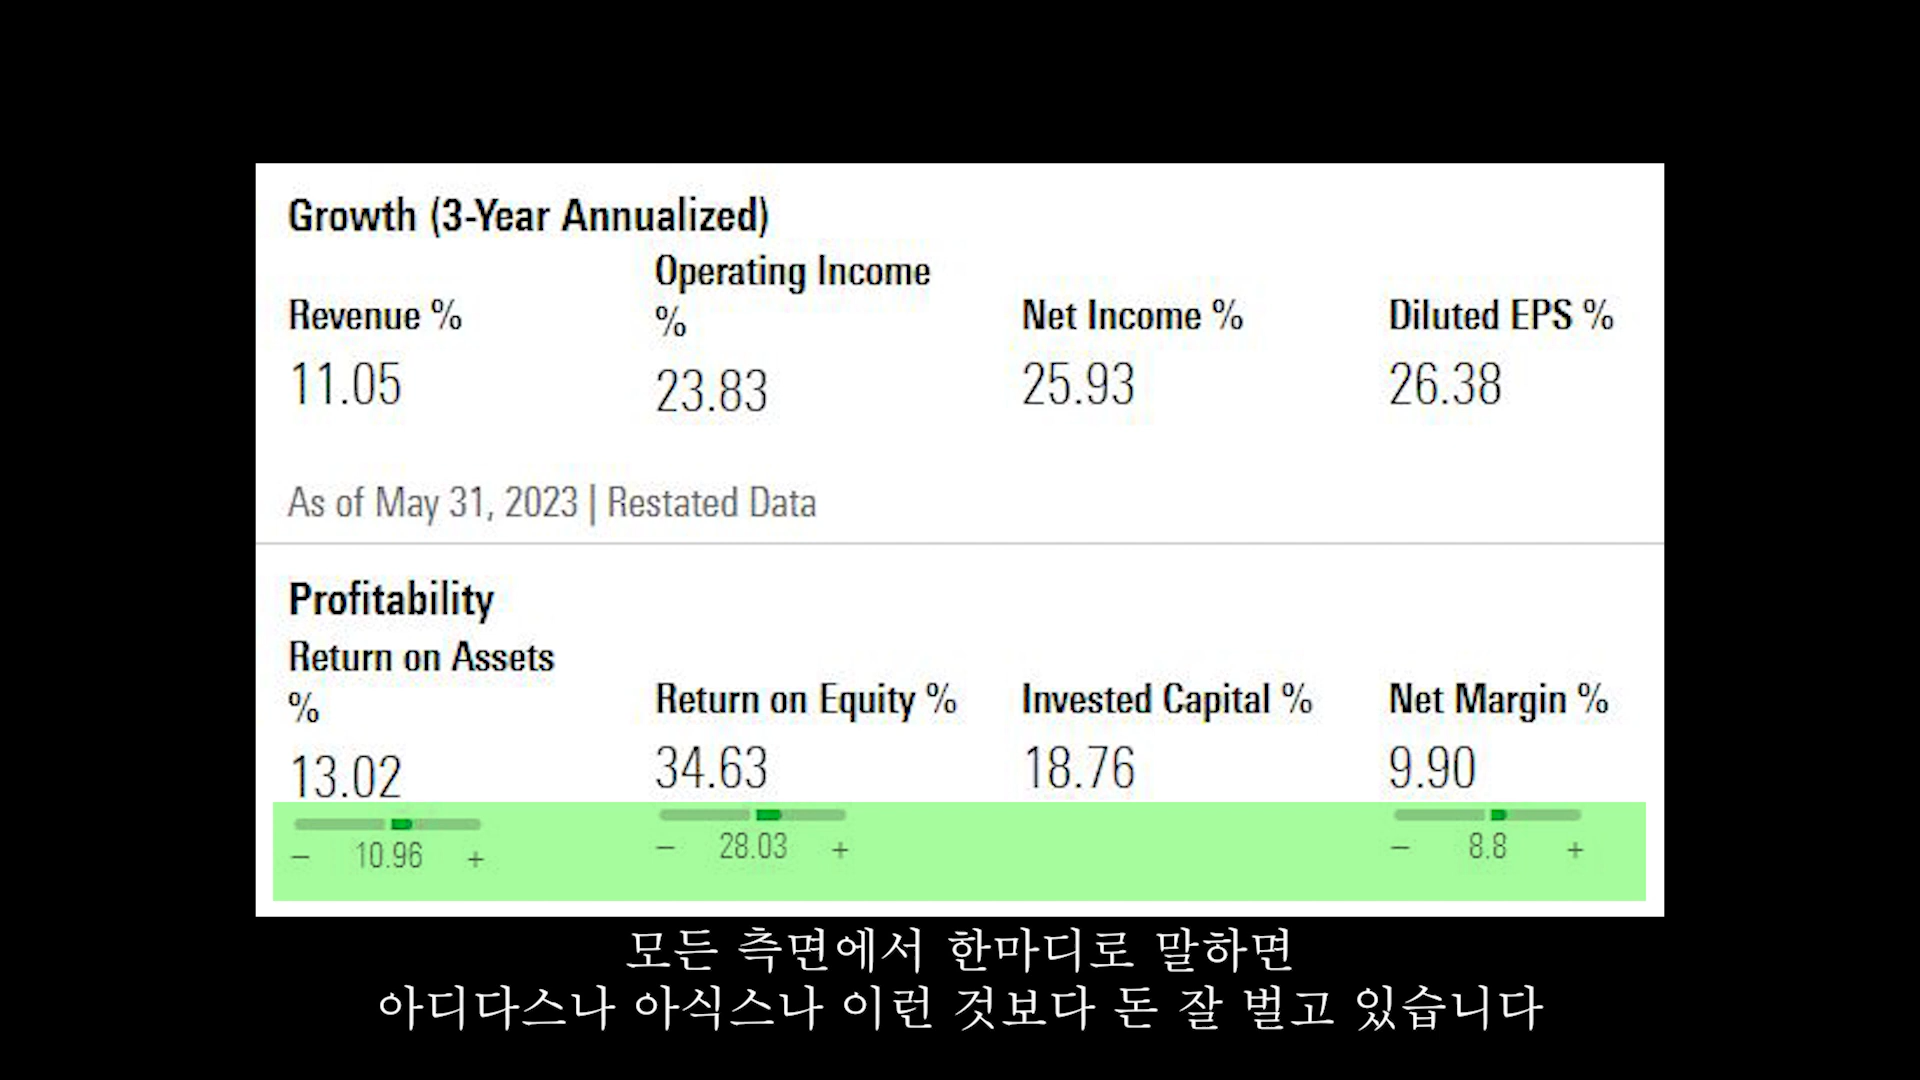 Growth (3-Year Annualized)
Revenue %
Operating Income
%
Net Income %
Diluted EPS %
11.05
23.83
25.93
26.38
As of May 31, 2023 | Restated Data
Profitability
Return on Assets
%
Return on Equity %
Invested Capital %
Net Margin %
13.02
34.63
18.76
9.90
– 10.96 +
– 28.03 +
– 8.8 +
모든 측면에서 한마디로 말하면
아디다스나 아식스나 이런 것보다 돈 잘 벌고 있습니다